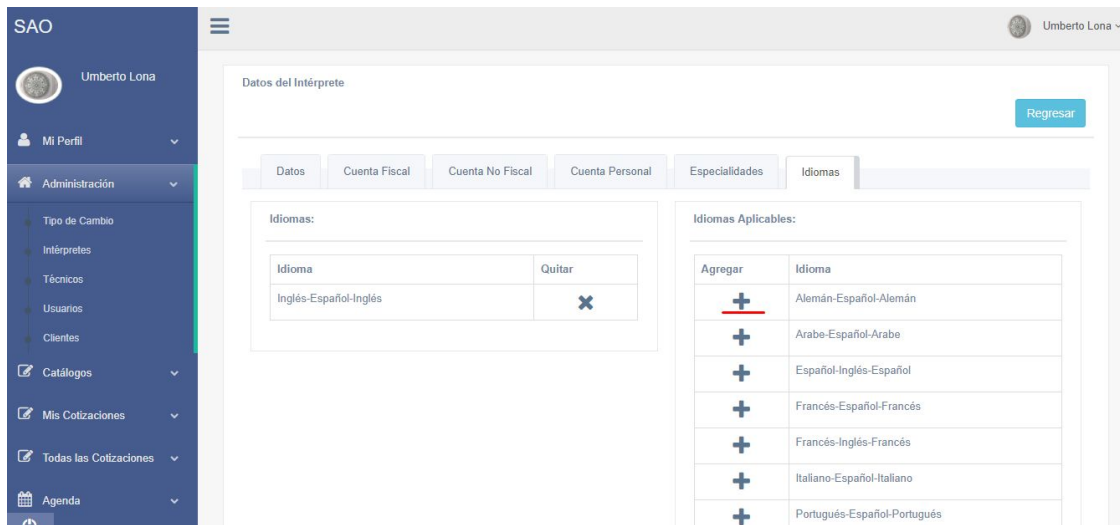 SAO
Umberto Lona
Umberto Lona
Mi Perfil
Administración
Tipo de Cambio
Intérpretes
Técnicos
Usuarios
Clientes
Catálogos
Mis Cotizaciones
Todas las Cotizaciones
Agenda
Datos del Intérprete
Regresar
Datos Cuenta Fiscal Cuenta No Fiscal Cuenta Personal Especialidades Idiomas
Idiomas:
Idioma Quitar
Inglés-Español-Inglés
Idiomas Aplicables:
Agregar Idioma
Alemán-Español-Alemán
Arabe-Español-Arabe
Español-Inglés-Español
Francés-Español-Francés
Francés-Inglés-Francés
Italiano-Español-Italiano
Portugués-Español-Portugués